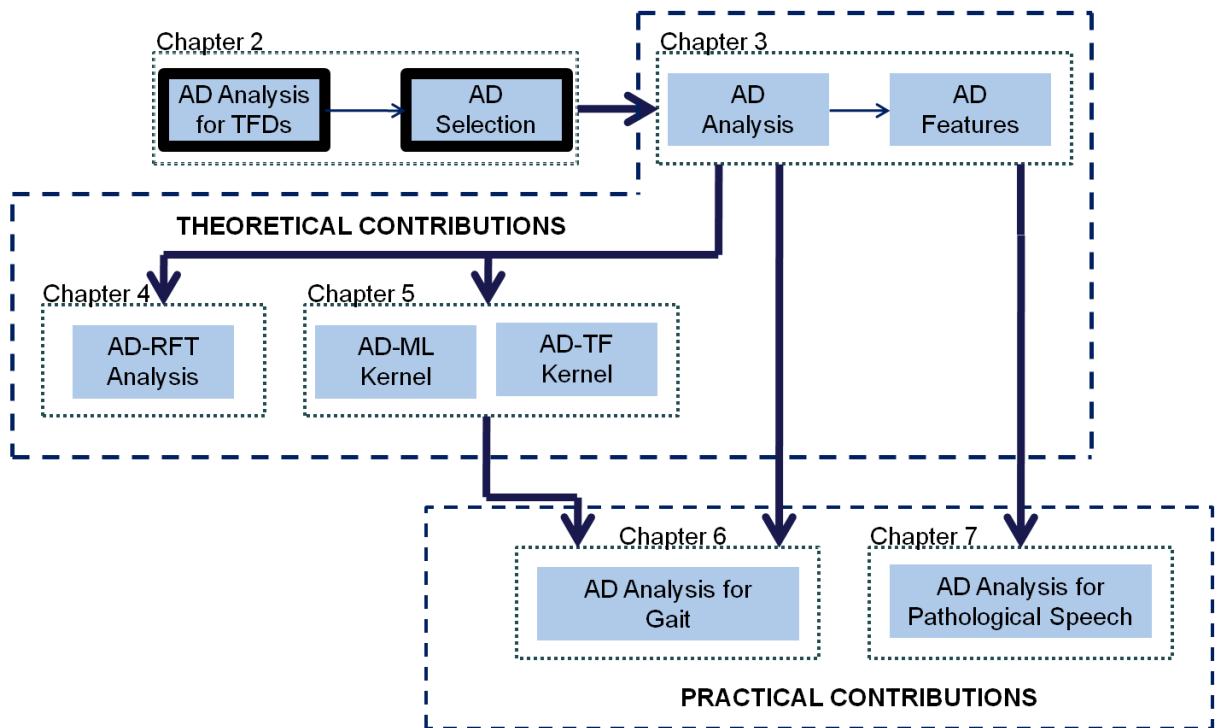 Chapter 2
AD Analysis
for TFDs
AD
Selection
Chapter 3
AD
Analysis
AD
Features
THEORETICAL CONTRIBUTIONS
Chapter 4
AD-RFT
Analysis
Chapter 5
AD-ML
Kernel
AD-TF
Kernel
Chapter 6
AD Analysis for
Gait
Chapter 7
AD Analysis for
Pathological Speech
PRACTICAL CONTRIBUTIONS